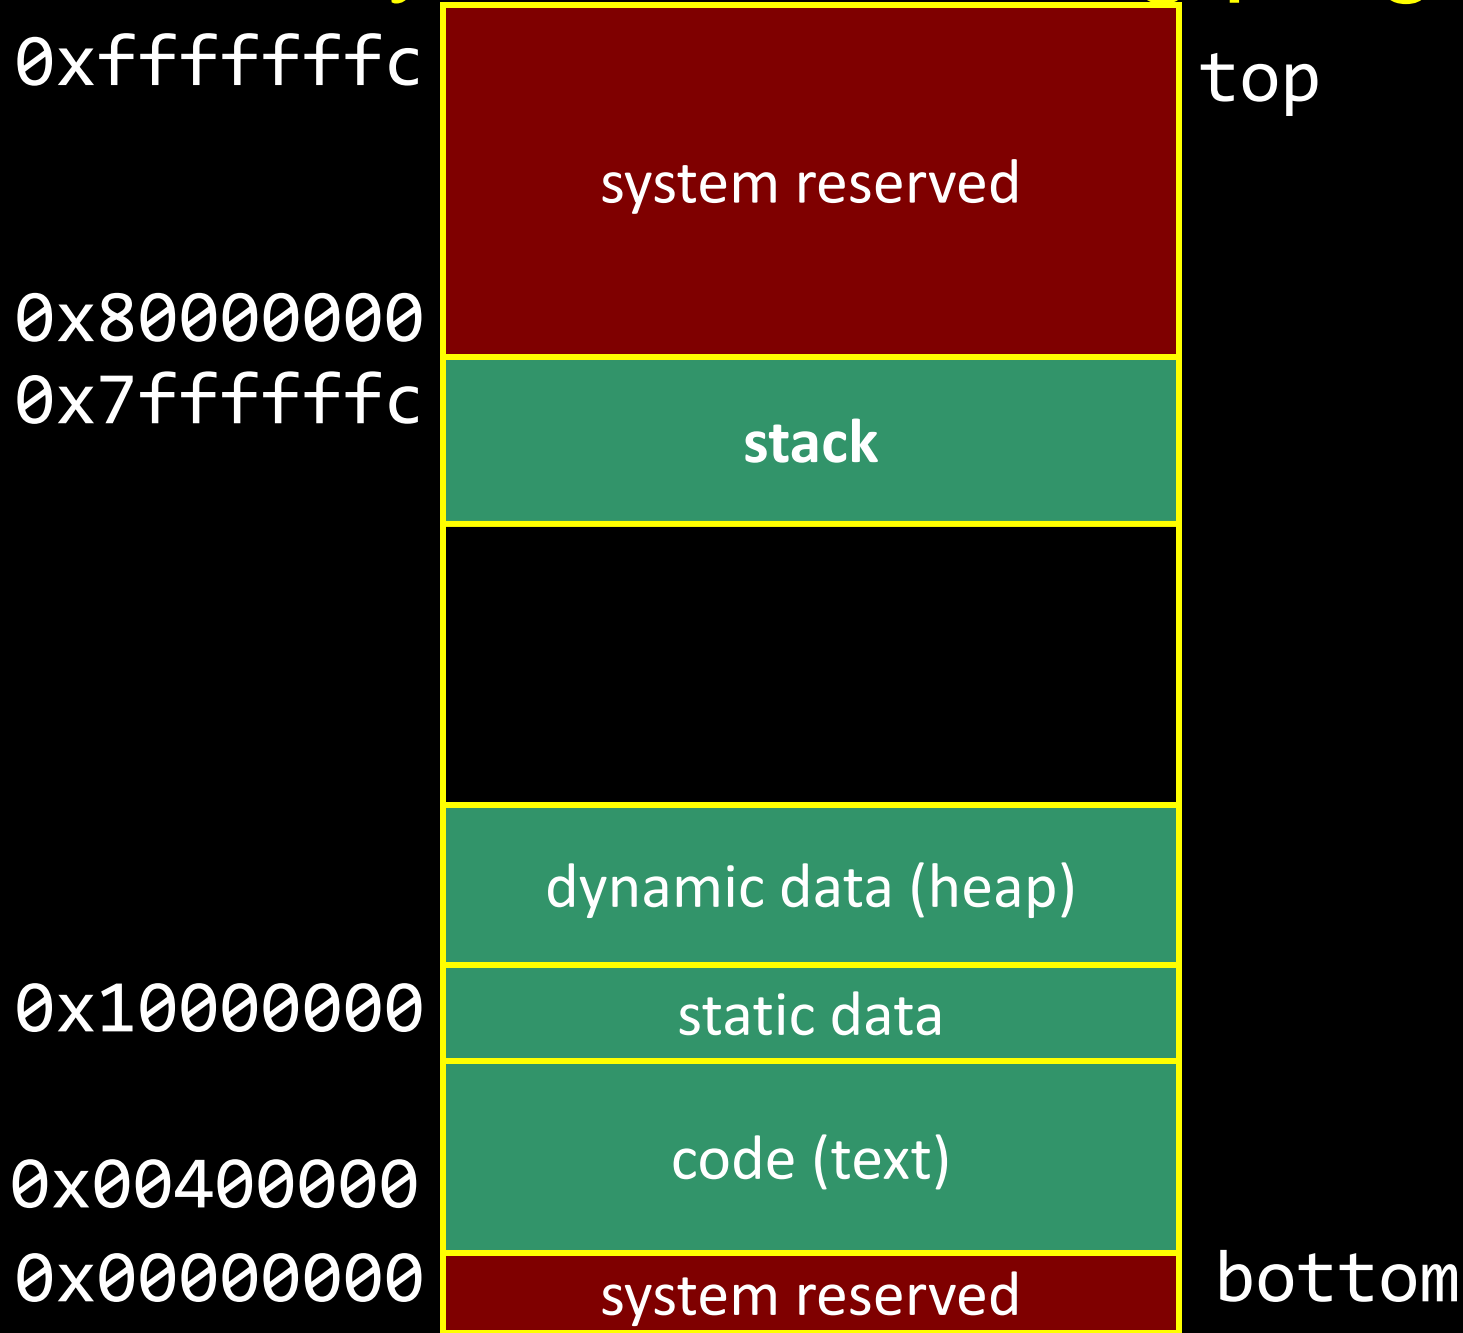 0xfffffffc
top
system reserved
0x80000000
0x7ffffffc
stack
dynamic data (heap)
0x10000000
static data
code (text)
0x00400000
0x00000000
bottom
system reserved